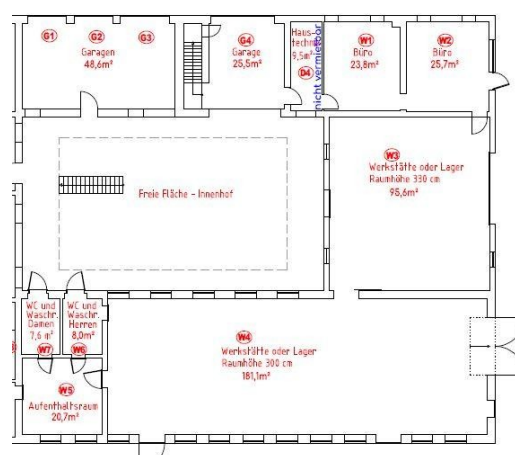 G1
G2
G3
Garagen
48,6m²
G4
Garage
25,5m²
Haus-
technik
9,5m²
D4
nicht vermietbar
W1
Büro
23,8m²
W2
Büro
25,7m²
W3
Werkstätte oder Lager
Raumhöhe 330 cm
95,6m²
Freie Fläche - Innenhof
WC und
Waschr.
Damen
7,6 m²
W7
WC und
Waschr.
Herren
8,0m²
W6
W4
Werkstätte oder Lager
Raumhöhe 300 cm
181,1m²
W5
Aufenthaltsraum
20,7m²